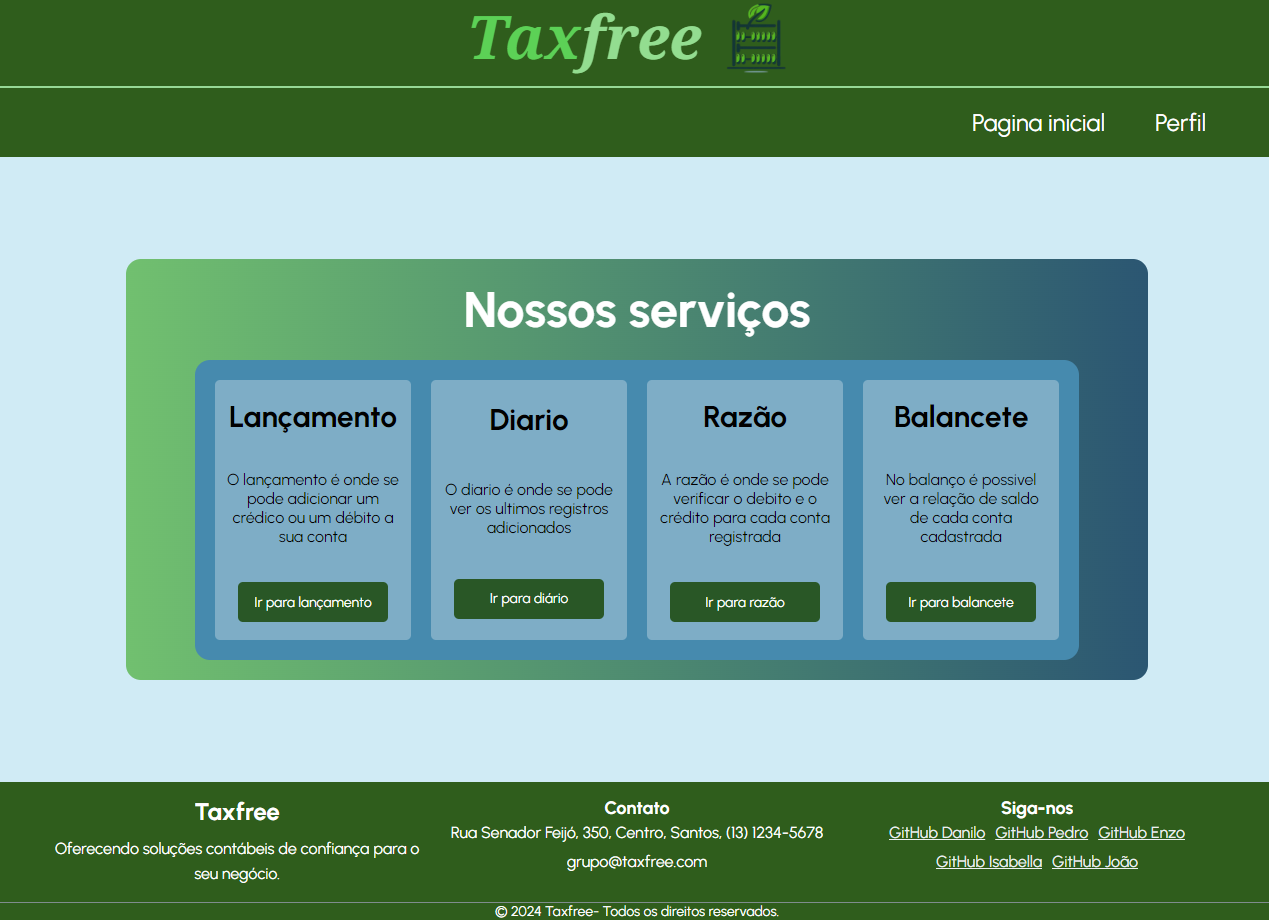 Taxfree
Pagina inicial
Perfil
Nossos serviços
Lançamento
O lançamento é onde se
pode adicionar um
crédico ou um débito a
sua conta
Ir para lançamento
Diario
O diario é onde se pode
ver os ultimos registros
adicionados
Ir para diário
Razão
A razão é onde se pode
verificar o debito e o
crédito para cada conta
registrada
Ir para razão
Balancete
No balanço é possivel
ver a relação de saldo
de cada conta
cadastrada
Ir para balancete
Taxfree
Oferecendo soluções contábeis de confiança para o
seu negócio.
Contato
Rua Senador Feijó, 350, Centro, Santos, (13) 1234-5678
grupo@taxfree.com
Siga-nos
GitHub Danilo GitHub Pedro GitHub Enzo
GitHub Isabella GitHub João
© 2024 Taxfree- Todos os direitos reservados.